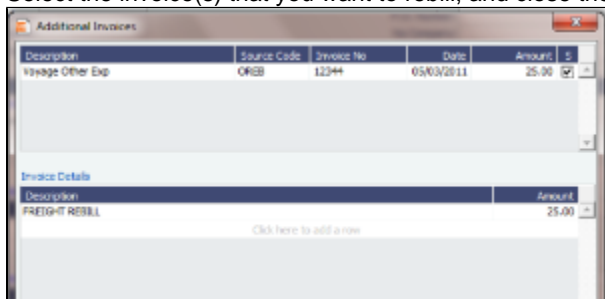 Select the invoice(s) that you want to rebill, and close the
Additional Invoices
Description Source Code Invoice No Date Amount S
Voyage Other Exp OREB 12344 05/03/2011 25.00
Invoice Details
Description Amount
FREIGHT REBILL 25.00
Click here to add a row